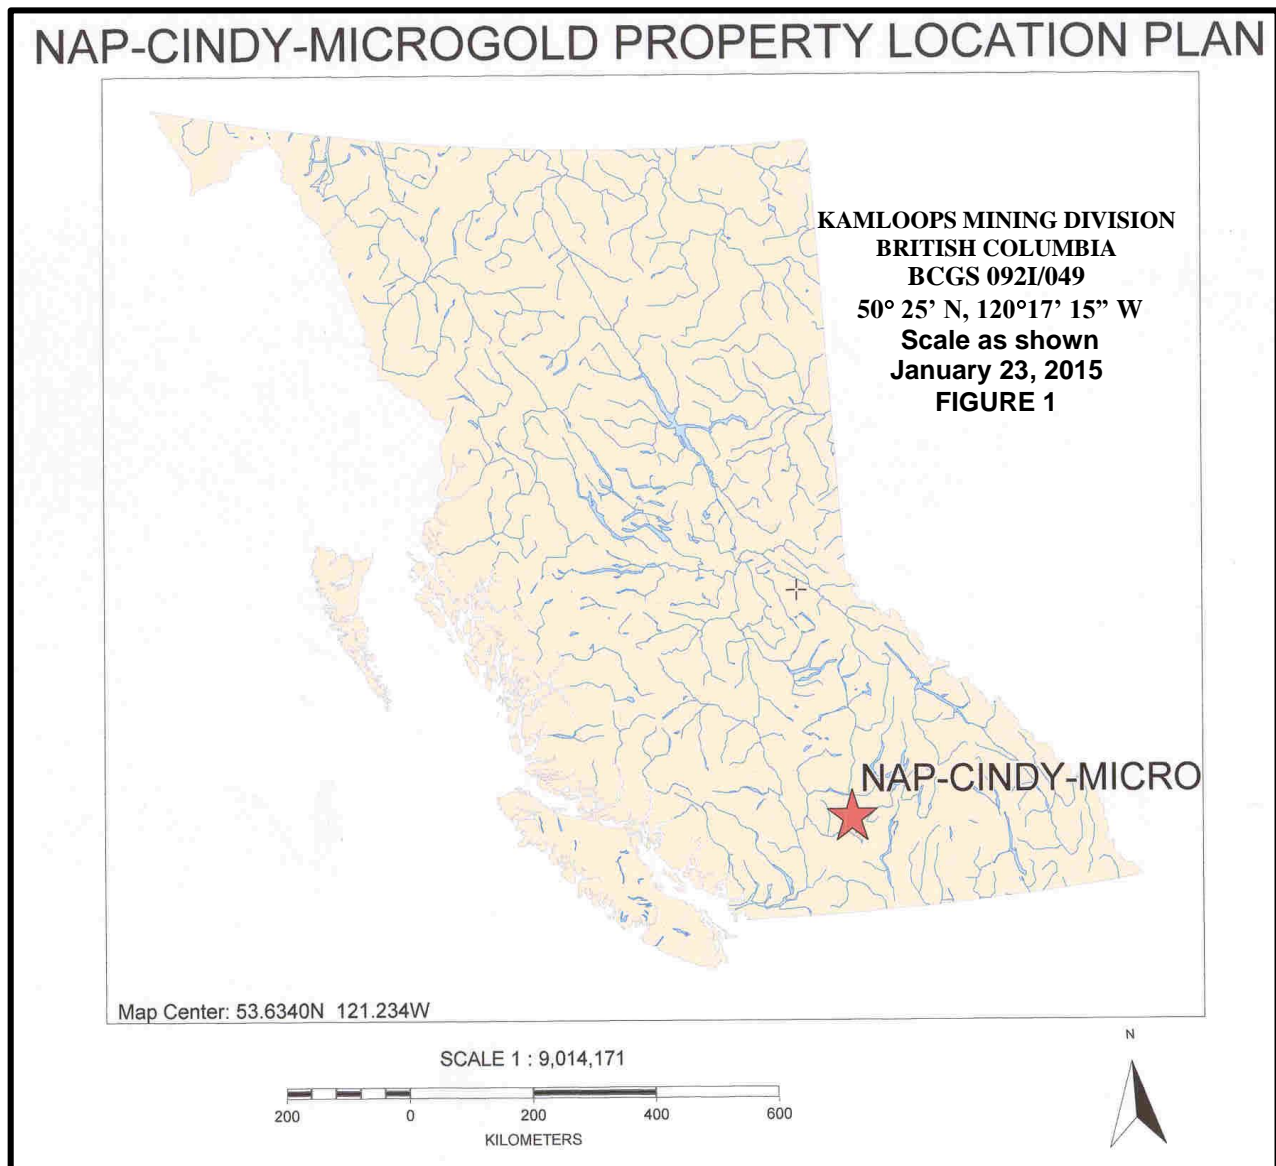 NAP-CINDY-MICROGOLD PROPERTY LOCATION PLAN
KAMLOOPS MINING DIVISION
BRITISH COLUMBIA
BCGS 092I/049
50° 25’ N, 120°17’ 15” W
Scale as shown
January 23, 2015
FIGURE 1
NAP-CINDY-MICRO
Map Center: 53.6340N 121.234W
N
SCALE 1 : 9,014,171
200 0 200 400 600
KILOMETERS